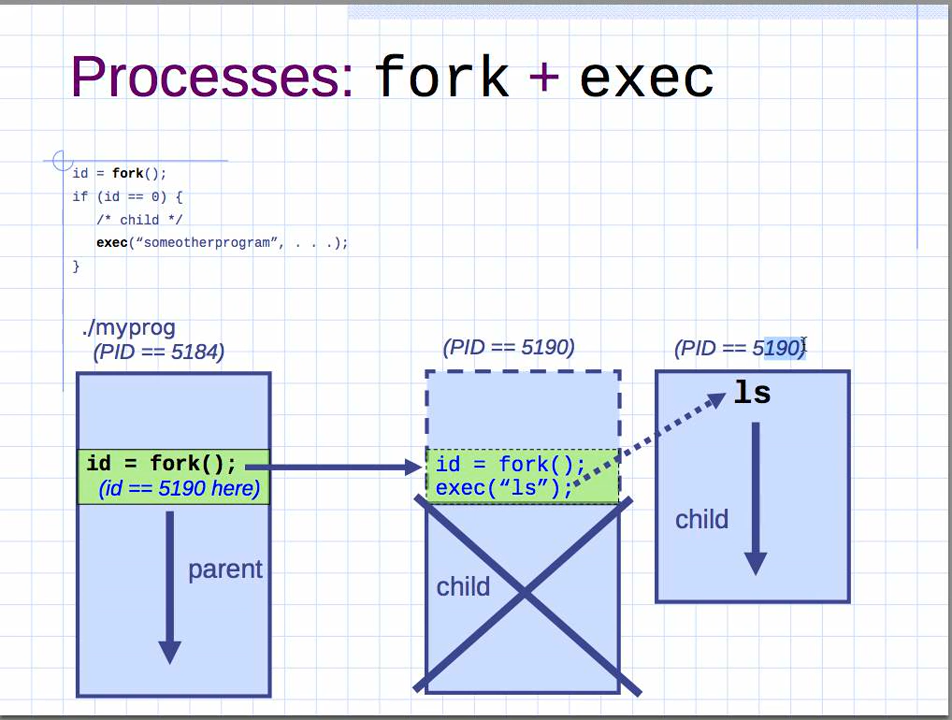 Processes: fork + exec
id = fork();
if (id == 0) {
/* child */
exec(“someotherprogram”, . . .);
}
./myprog
(PID == 5184)
(PID == 5190)
(PID == 5190)
id = fork();
(id == 5190 here)
parent
id = fork();
exec(“ls”);
child
ls
child